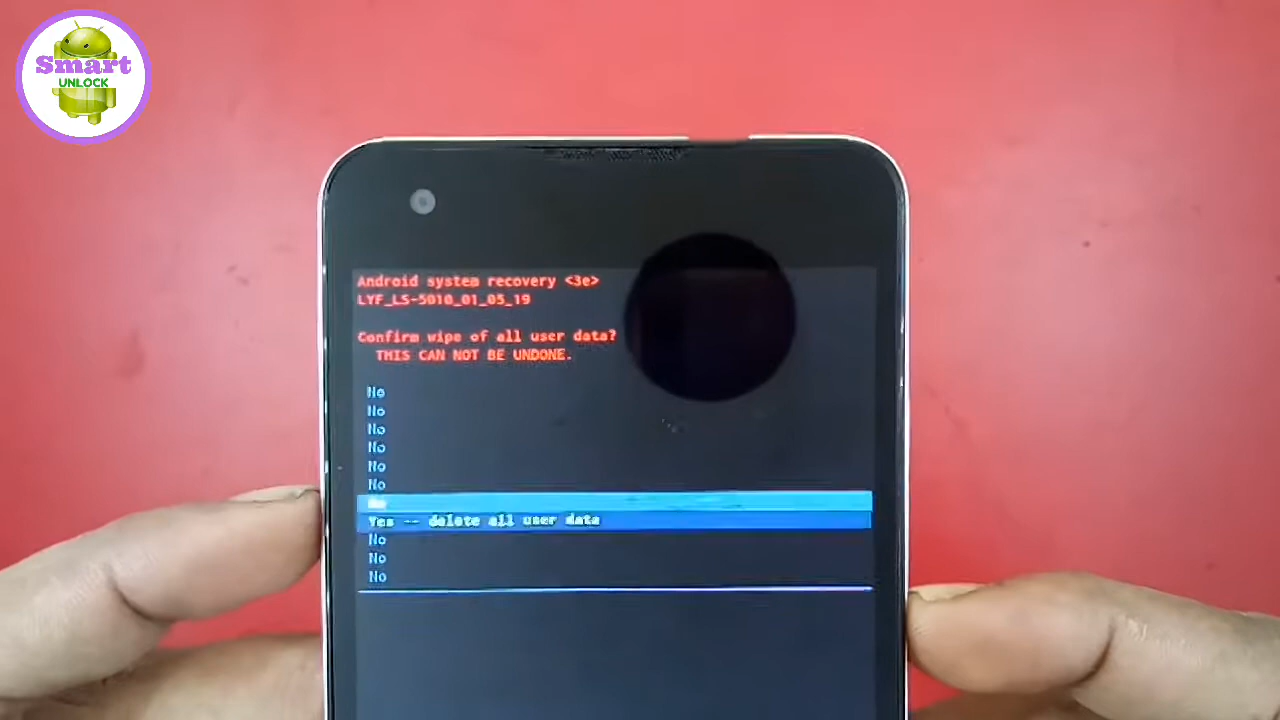 Smart
UNLOCK
Android system recovery <3e>
LYF_LS-5010_01_05_19
Confirm wipe of all user data?
THIS CAN NOT BE UNDONE.
No
No
No
No
No
No
No
Yes -- delete all user data
No
No
No